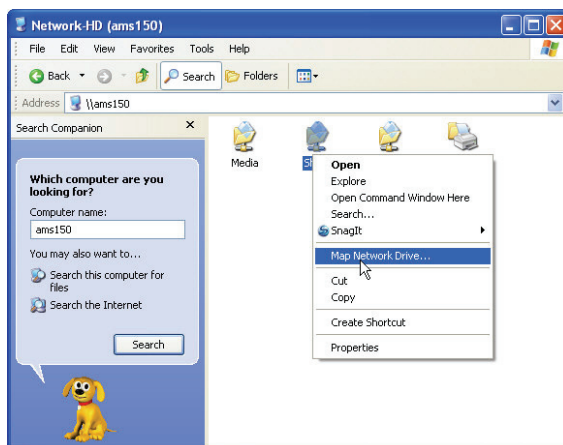 Network-HD (ams150)
File Edit View Favorites Tools Help
Back Search Folders
Address \\ams150
Search Companion
Which computer are you
looking for?
Computer name:
ams150
You may also want to...
Search this computer for
files
Search the Internet
Search
Media
Open
Explore
Open Command Window Here
Search...
SnagIt
Map Network Drive...
Cut
Copy
Create Shortcut
Properties